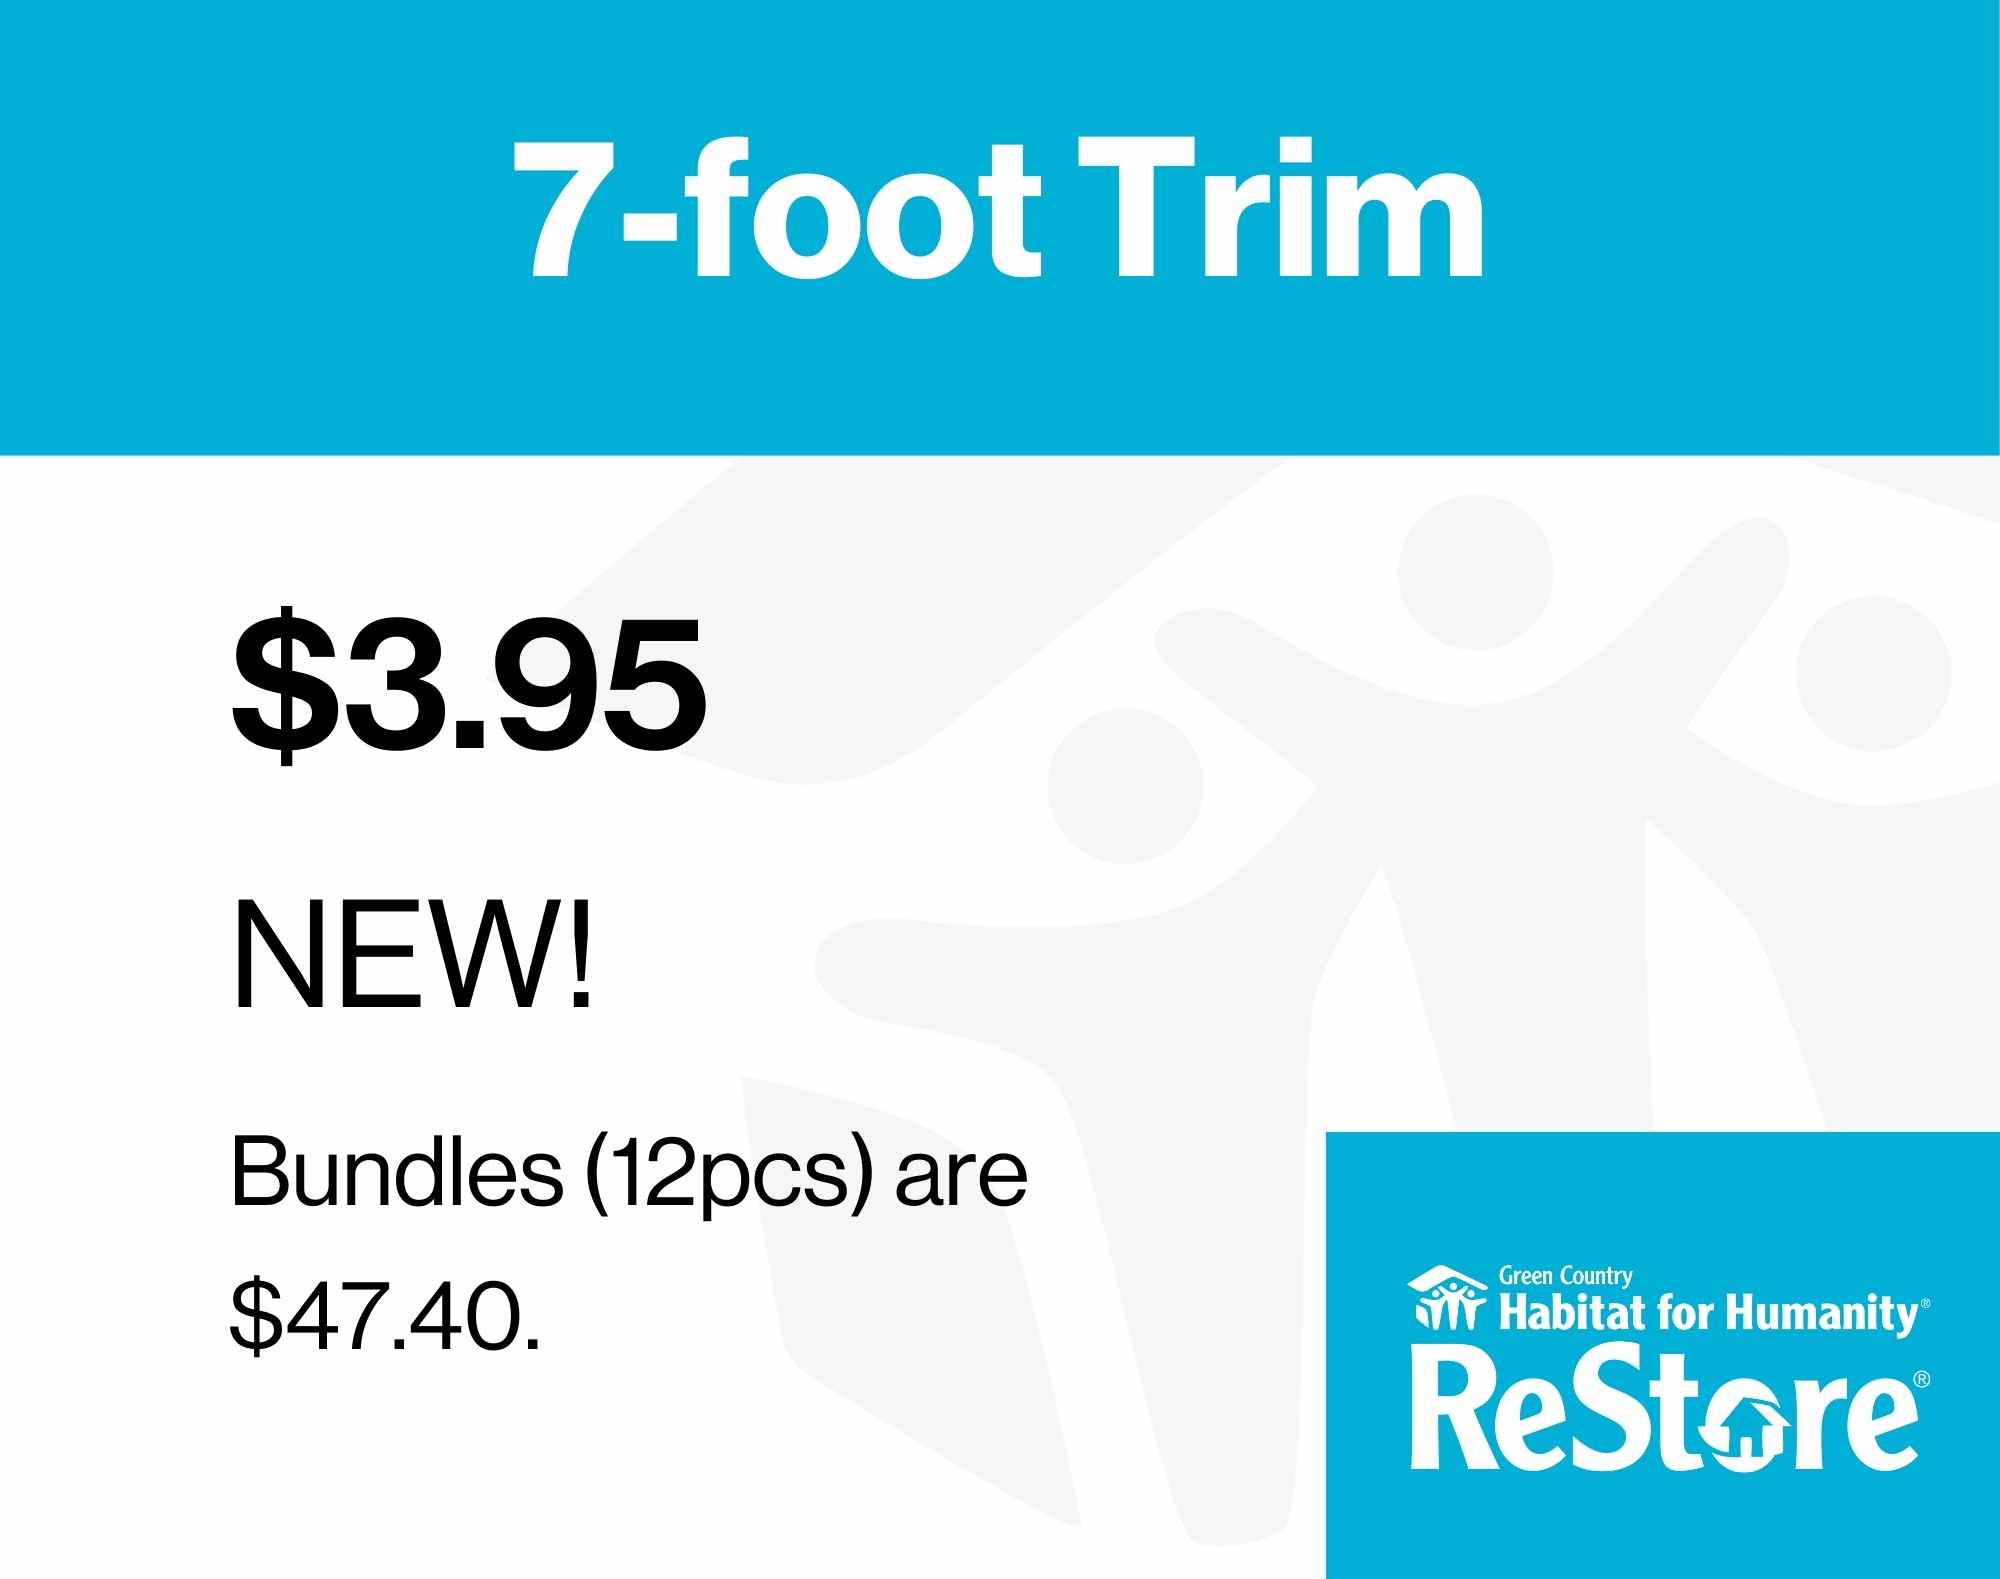 7-foot Trim
$3.95
NEW!
Bundles (12pcs) are
$47.40.
Green Country
Habitat for Humanity®
ReStore®